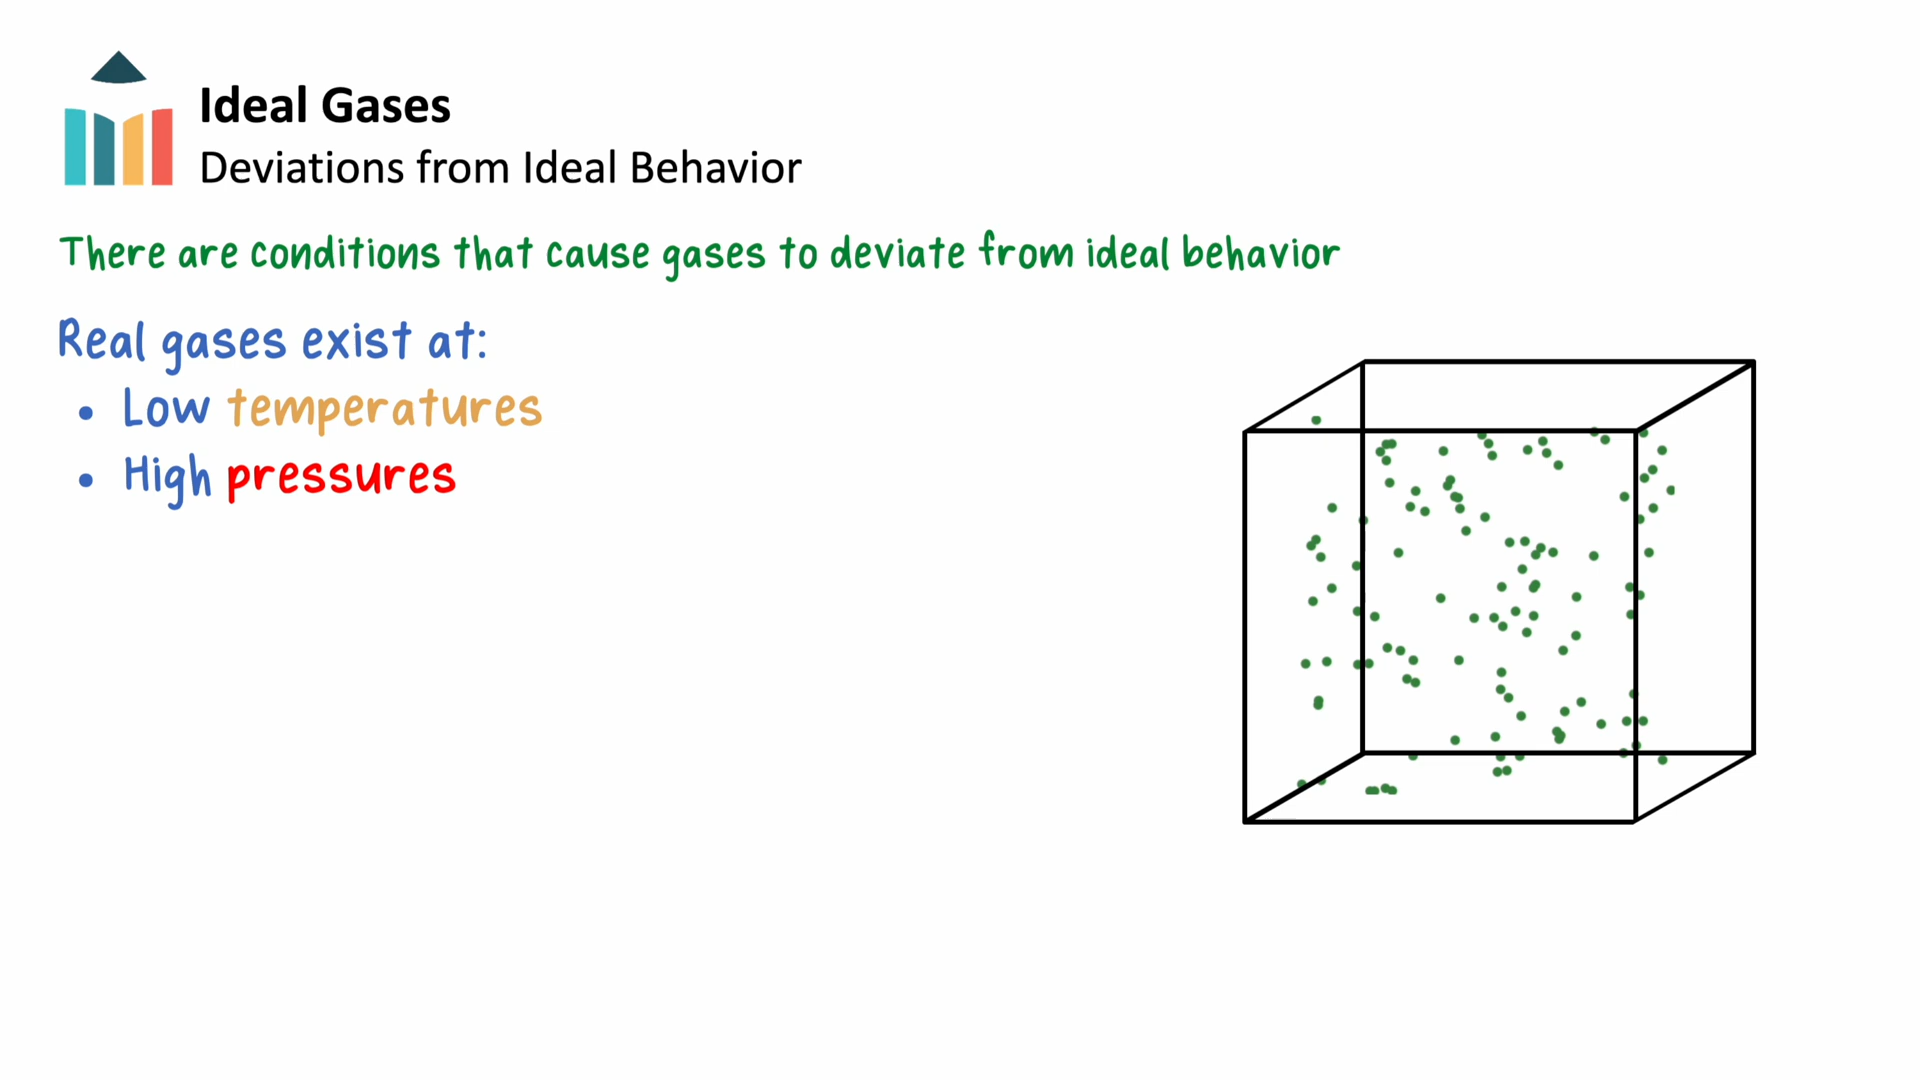 Ideal Gases
Deviations from Ideal Behavior
There are conditions that cause gases to deviate from ideal behavior
Real gases exist at:
• Low temperatures
• High pressures